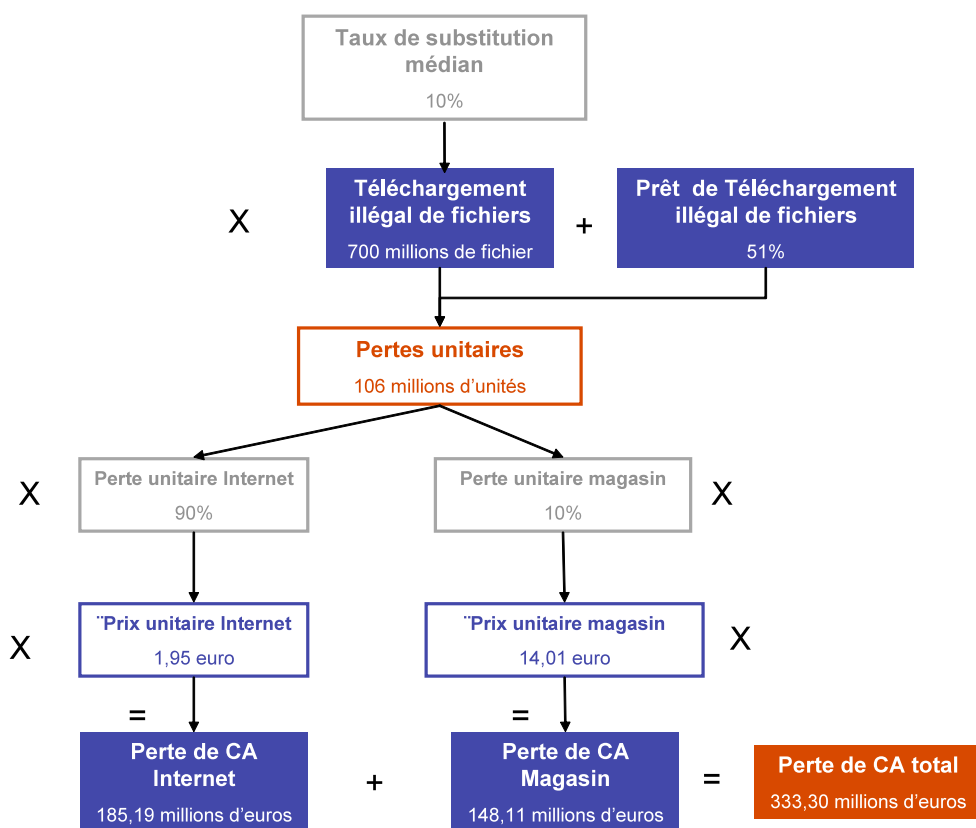 Taux de substitution
médian
10%
Téléchargement
illégal de fichiers
700 millions de fichier
Prêt de Téléchargement
illégal de fichiers
51%
X
+
Pertes unitaires
106 millions d’unités
Perte unitaire Internet
90%
Perte unitaire magasin
10%
X
X
¨Prix unitaire Internet
1,95 euro
¨Prix unitaire magasin
14,01 euro
X
X
=
=
Perte de CA
Internet
185,19 millions d’euros
+
Perte de CA
Magasin
148,11 millions d’euros
=
Perte de CA total
333,30 millions d’euros